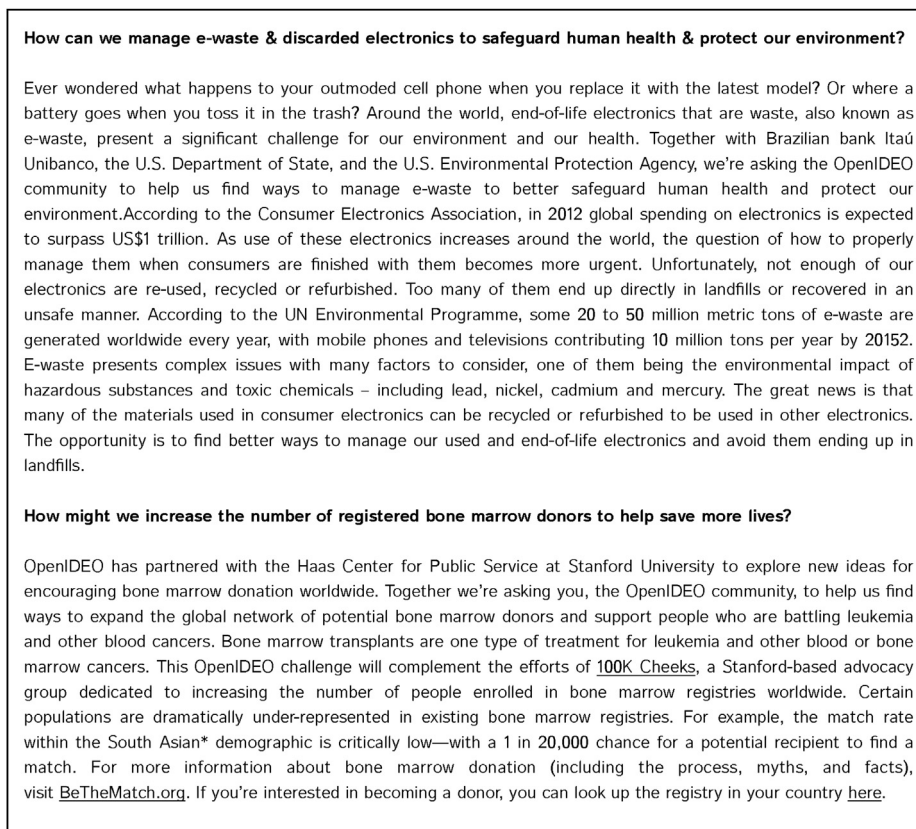 How can we manage e-waste & discarded electronics to safeguard human health & protect our environment?
Ever wondered what happens to your outmoded cell phone when you replace it with the latest model? Or where a
battery goes when you toss it in the trash? Around the world, end-of-life electronics that are waste, also known as
e-waste, present a significant challenge for our environment and our health. Together with Brazilian bank Itaú
Unibanco, the U.S. Department of State, and the U.S. Environmental Protection Agency, we're asking the OpenIDEO
community to help us find ways to manage e-waste to better safeguard human health and protect our
environment.According to the Consumer Electronics Association, in 2012 global spending on electronics is expected
to surpass US$1 trillion. As use of these electronics increases around the world, the question of how to properly
manage them when consumers are finished with them becomes more urgent. Unfortunately, not enough of our
electronics are re-used, recycled or refurbished. Too many of them end up directly in landfills or recovered in an
unsafe manner. According to the UN Environmental Programme, some 20 to 50 million metric tons of e-waste are
generated worldwide every year, with mobile phones and televisions contributing 10 million tons per year by 20152.
E-waste presents complex issues with many factors to consider, one of them being the environmental impact of
hazardous substances and toxic chemicals – including lead, nickel, cadmium and mercury. The great news is that
many of the materials used in consumer electronics can be recycled or refurbished to be used in other electronics.
The opportunity is to find better ways to manage our used and end-of-life electronics and avoid them ending up in
landfills.
How might we increase the number of registered bone marrow donors to help save more lives?
OpenIDEO has partnered with the Haas Center for Public Service at Stanford University to explore new ideas for
encouraging bone marrow donation worldwide. Together we're asking you, the OpenIDEO community, to help us find
ways to expand the global network of potential bone marrow donors and support people who are battling leukemia
and other blood cancers. Bone marrow transplants are one type of treatment for leukemia and other blood or bone
marrow cancers. This OpenIDEO challenge will complement the efforts of 100K Cheeks, a Stanford-based advocacy
group dedicated to increasing the number of people enrolled in bone marrow registries worldwide. Certain
populations are dramatically under-represented in existing bone marrow registries. For example, the match rate
within the South Asian* demographic is critically low—with a 1 in 20,000 chance for a potential recipient to find a
match. For more information about bone marrow donation (including the process, myths, and facts),
visit BeTheMatch.org. If you're interested in becoming a donor, you can look up the registry in your country here.